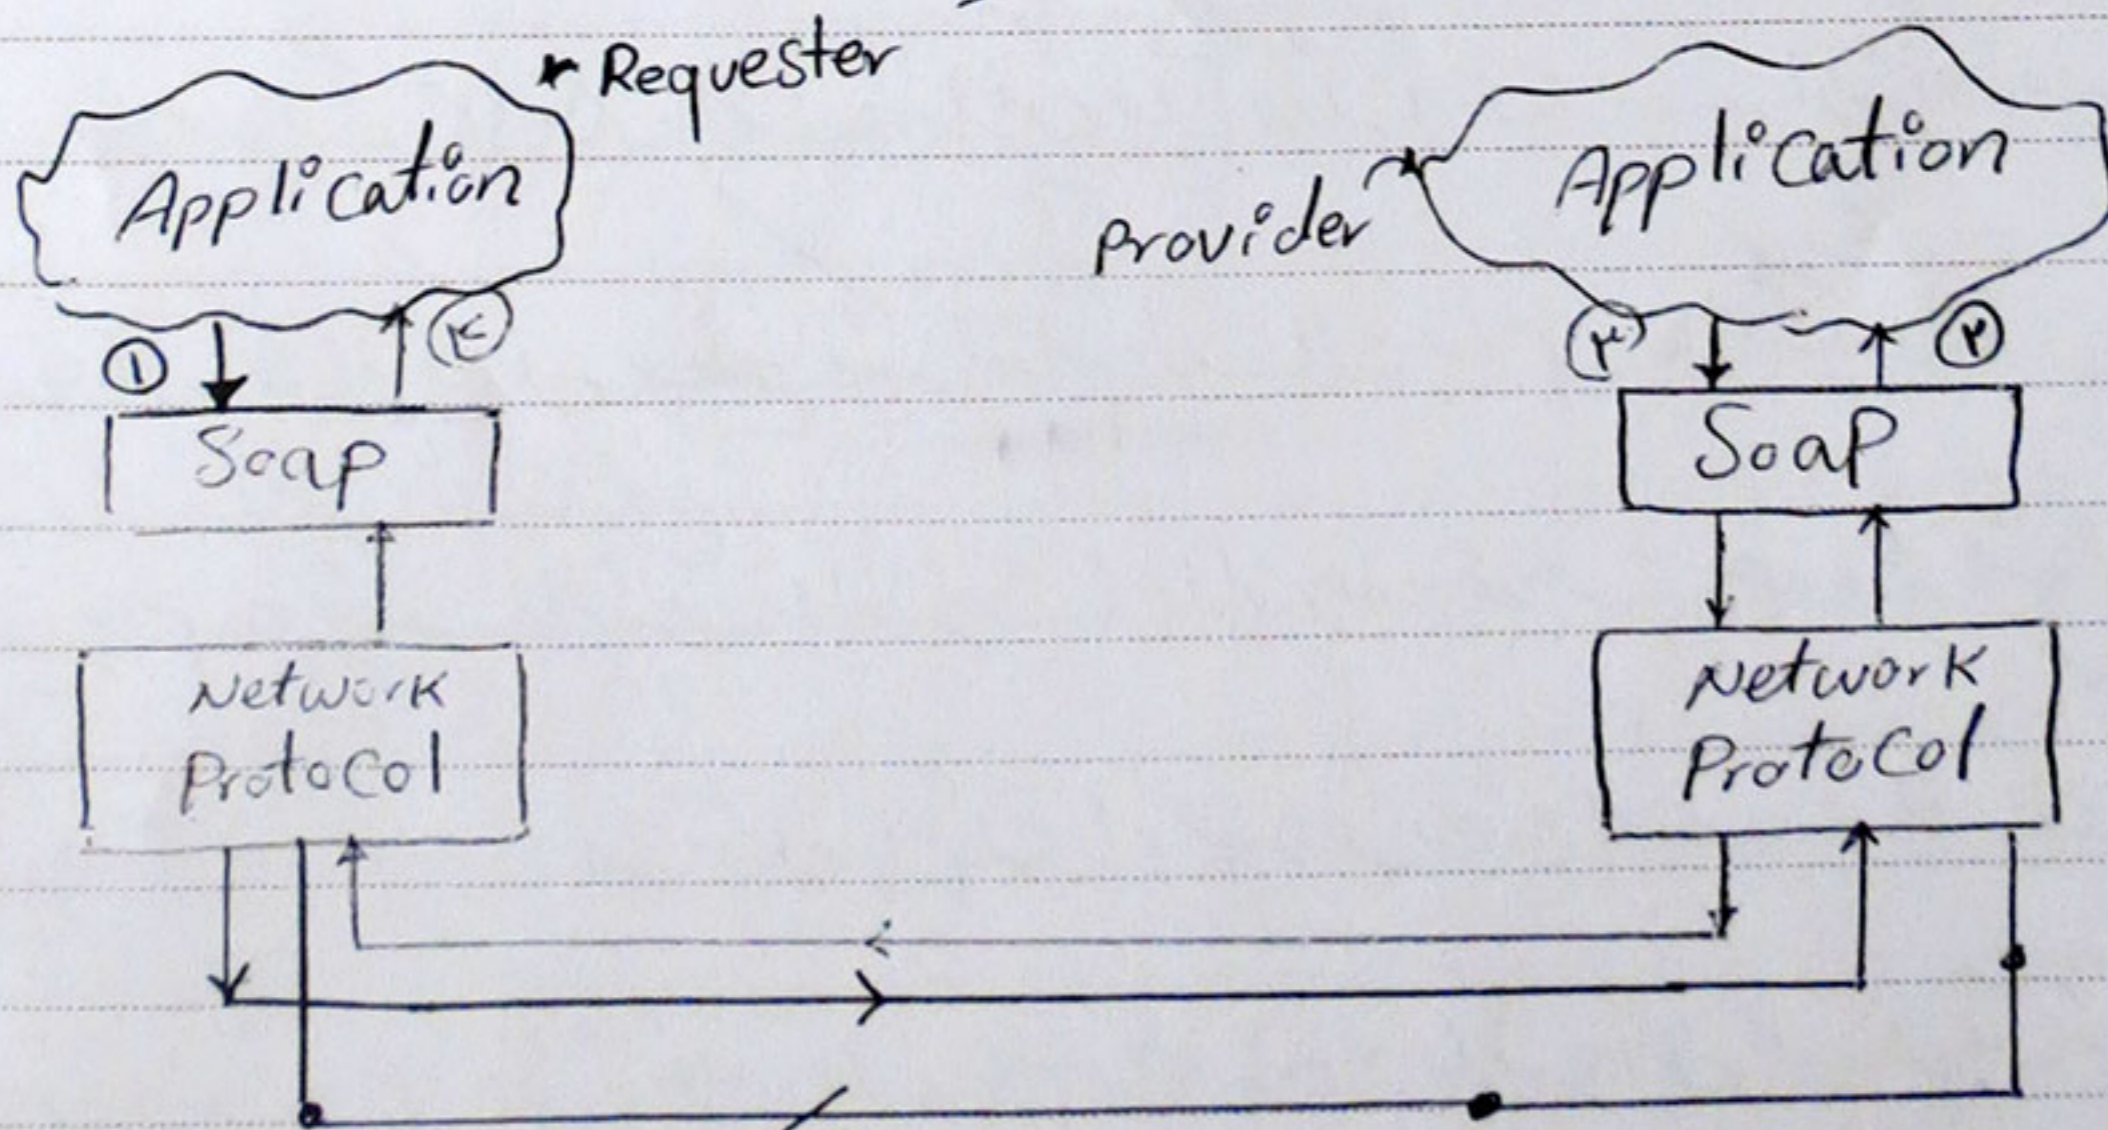 Requester
Application
Application
Provider
①
۴
۳
۲
Soap
Soap
Network
Protocol
Network
Protocol